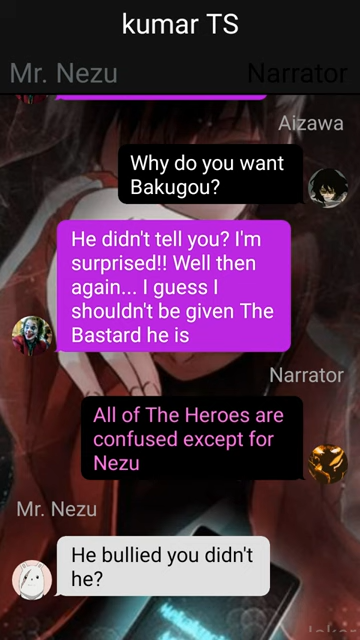 kumar TS
Mr. Nezu
Narrator
Aizawa
Why do you want
Bakugou?
He didn't tell you? I'm
surprised!! Well then
again... I guess I
shouldn't be given The
Bastard he is
Narrator
All of The Heroes are
confused except for
Nezu
Mr. Nezu
He bullied you didn't
he?